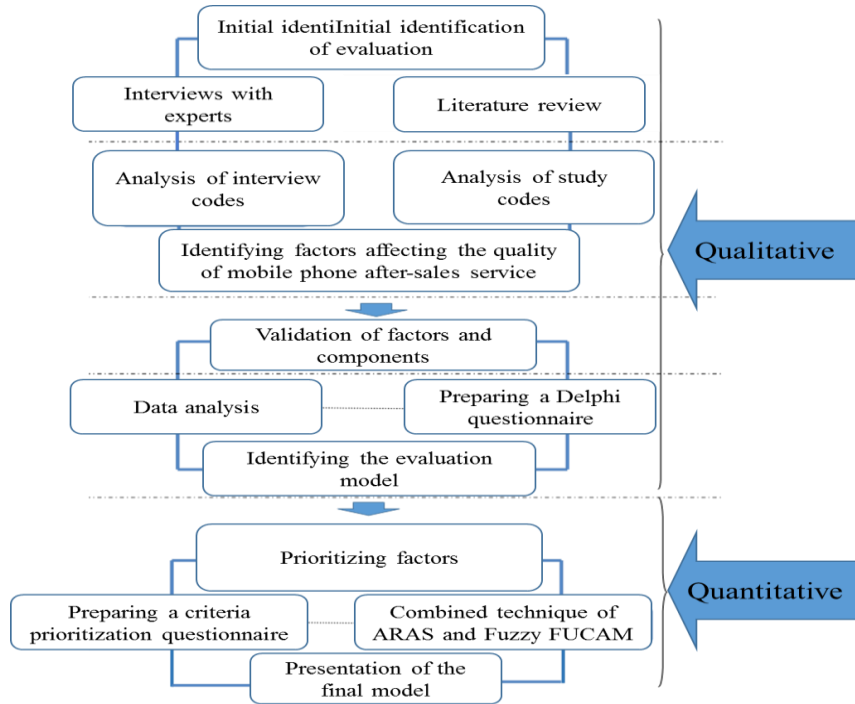 Initial identiInitial identification
of evaluation
Interviews with
experts
Literature review
Analysis of interview
codes
Analysis of study
codes
Identifying factors affecting the quality
of mobile phone after-sales service
Qualitative
Validation of factors and
components
Data analysis
Preparing a Delphi
questionnaire
Identifying the evaluation
model
Prioritizing factors
Preparing a criteria
prioritization questionnaire
Combined technique of
ARAS and Fuzzy FUCAM
Quantitative
Presentation of the
final model